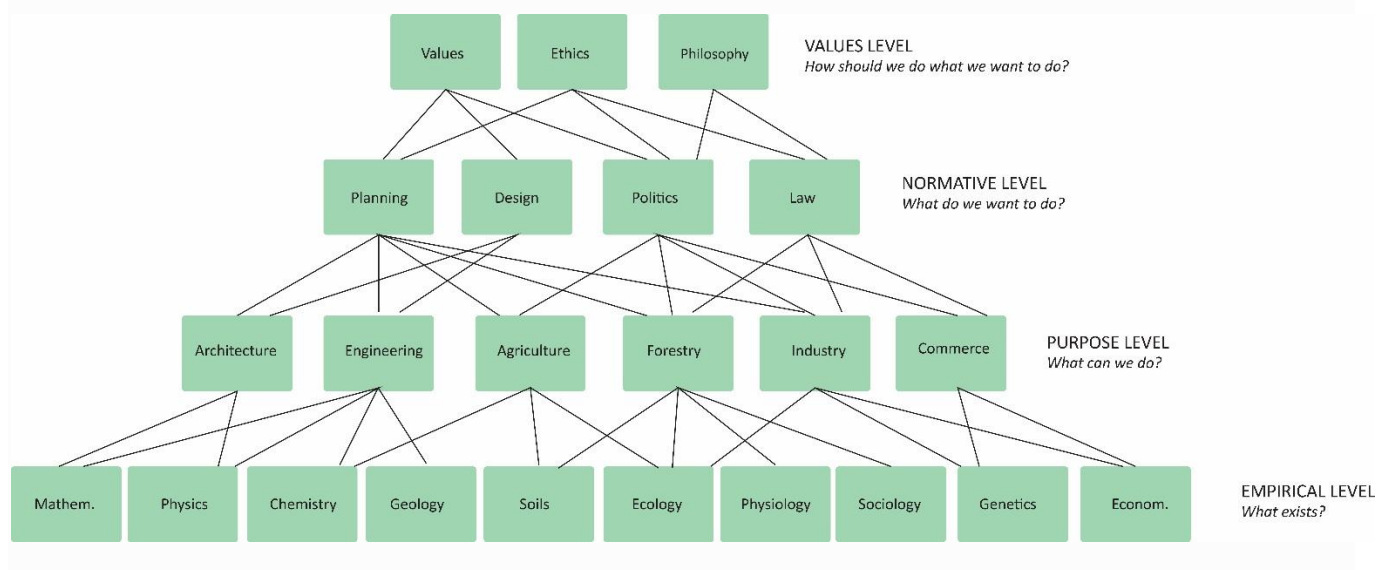 Values
Ethics
Philosophy
VALUES LEVEL
How should we do what we want to do?
Planning
Design
Politics
Law
NORMATIVE LEVEL
What do we want to do?
Architecture
Engineering
Agriculture
Forestry
Industry
Commerce
PURPOSE LEVEL
What can we do?
Mathem.
Physics
Chemistry
Geology
Soils
Ecology
Physiology
Sociology
Genetics
Econom.
EMPIRICAL LEVEL
What exists?